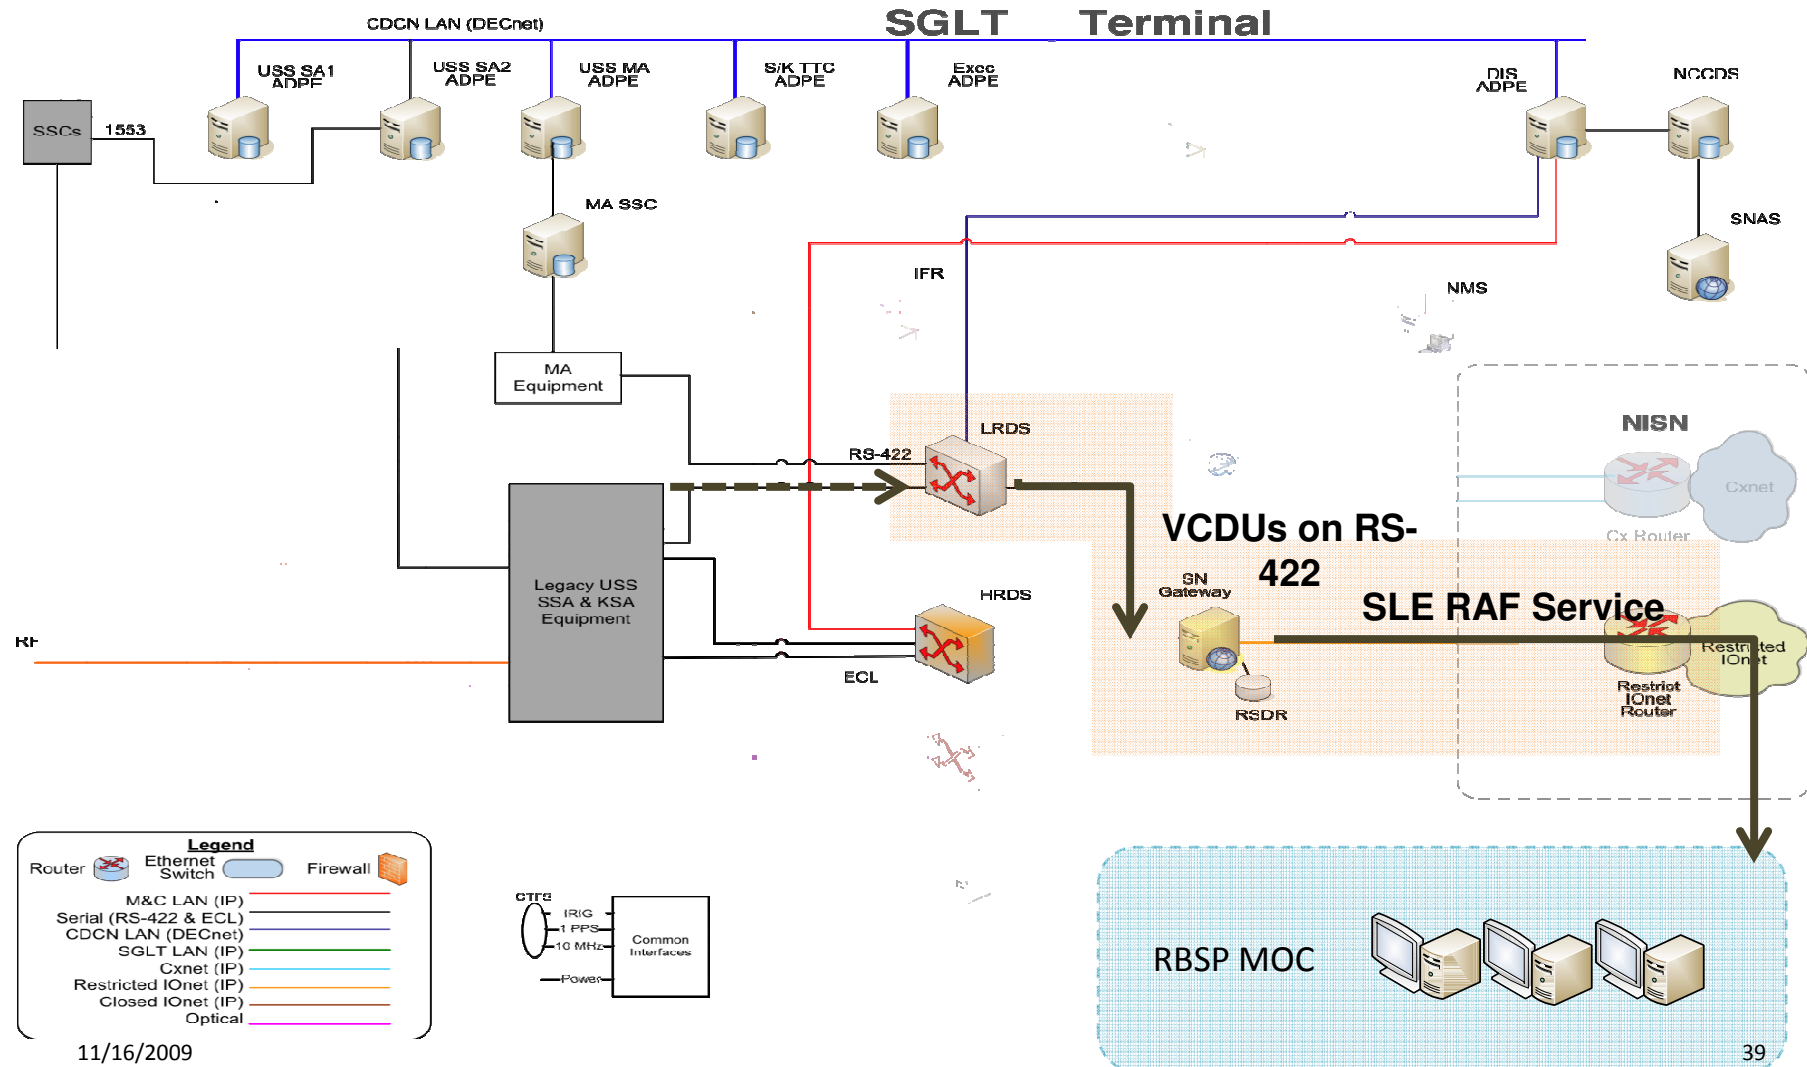 SGLT Terminal
CDCN LAN (DECnet)
USS SA1
ADPE
USS SA2
ADPE
USS MA
ADPE
S/K TTC
ADPE
Exec
ADPE
DIS
ADPE
NCCDS
SSCs
1553
MA SSC
SNAS
IFR
NMS
MA
Equipment
LRDS
RS-422
NISN
Cxnet
Cx Router
VCDUs on RS-
422
SN
Gateway
Legacy USS
SSA & KSA
Equipment
HRDS
SLE RAF Service
RF
ECL
Restricted
IOnet
Restrict
IOnet
Router
RSDR
Legend
Router
Ethernet
Switch
Firewall
M&C LAN (IP)
Serial (RS-422 & ECL)
CDCN LAN (DECnet)
SGLT LAN (IP)
Cxnet (IP)
Restricted IOnet (IP)
Closed IOnet (IP)
Optical
CTFS
IRIG
1 PPS
10 MHz
Power
Common
Interfaces
RBSP MOC
11/16/2009
39